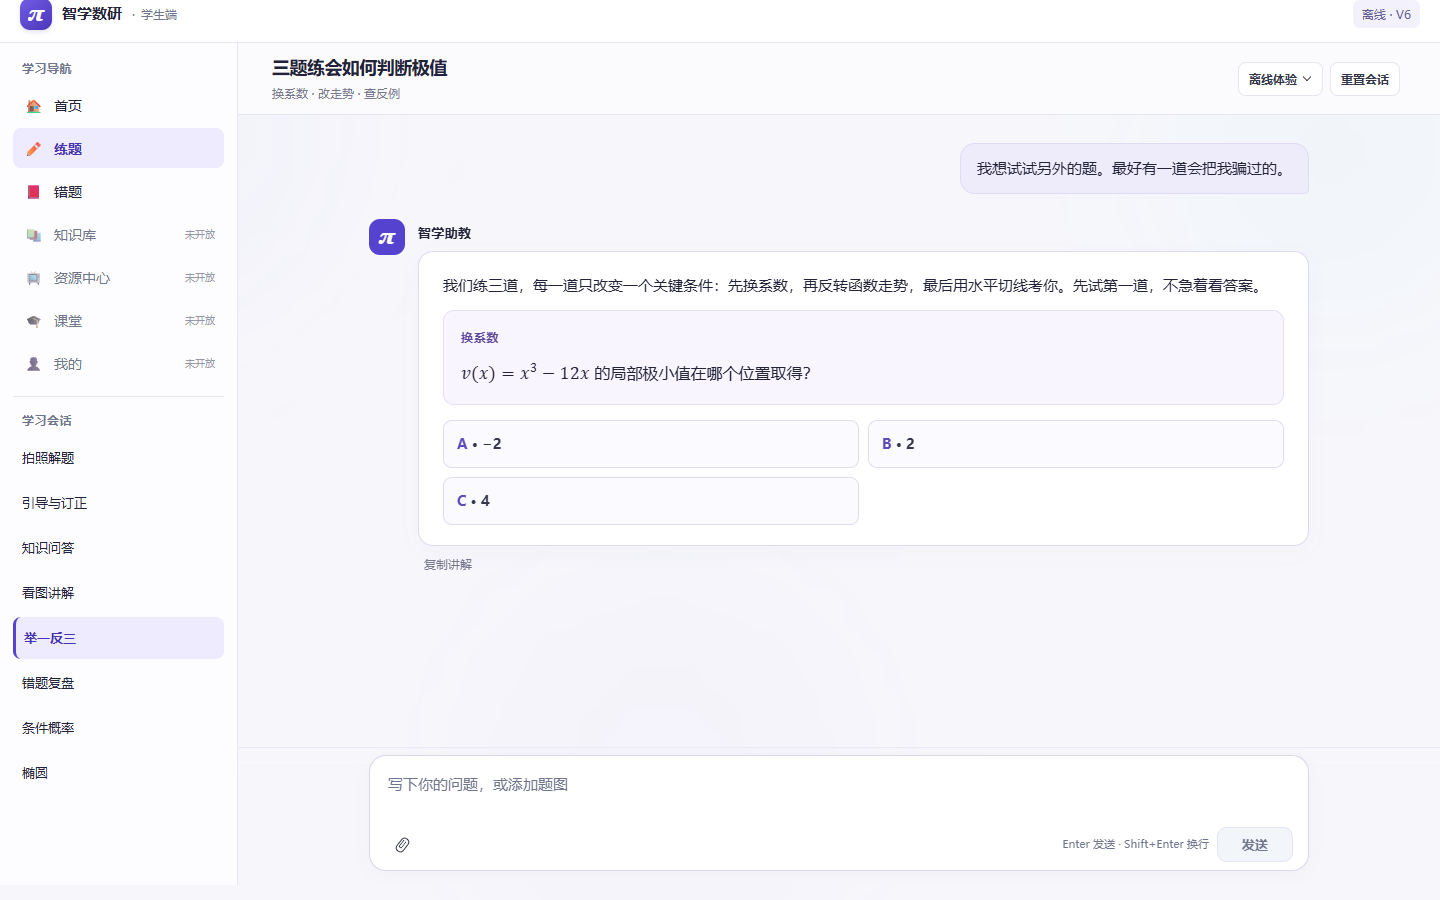 π 智学数研 · 学生端
离线 · V6
学习导航
首页
练题
错题
知识库 未开放
资源中心 未开放
课堂 未开放
我的 未开放
学习会话
拍照解题
引导与订正
知识问答
看图讲解
举一反三
错题复盘
条件概率
椭圆
三题练会如何判断极值
换系数 · 改走势 · 查反例
离线体验
重置会话
我想试试另外的题。最好有一道会把我骗过的。
π 智学助教
我们练三道，每一道只改变一个关键条件：先换系数，再反转函数走势，最后用水平切线考你。先试第一道，不急着看答案。
换系数
v(x) = x³ − 12x 的局部极小值在哪个位置取得？
A • −2
B • 2
C • 4
复制讲解
写下你的问题，或添加题图
Enter 发送 · Shift+Enter 换行
发送